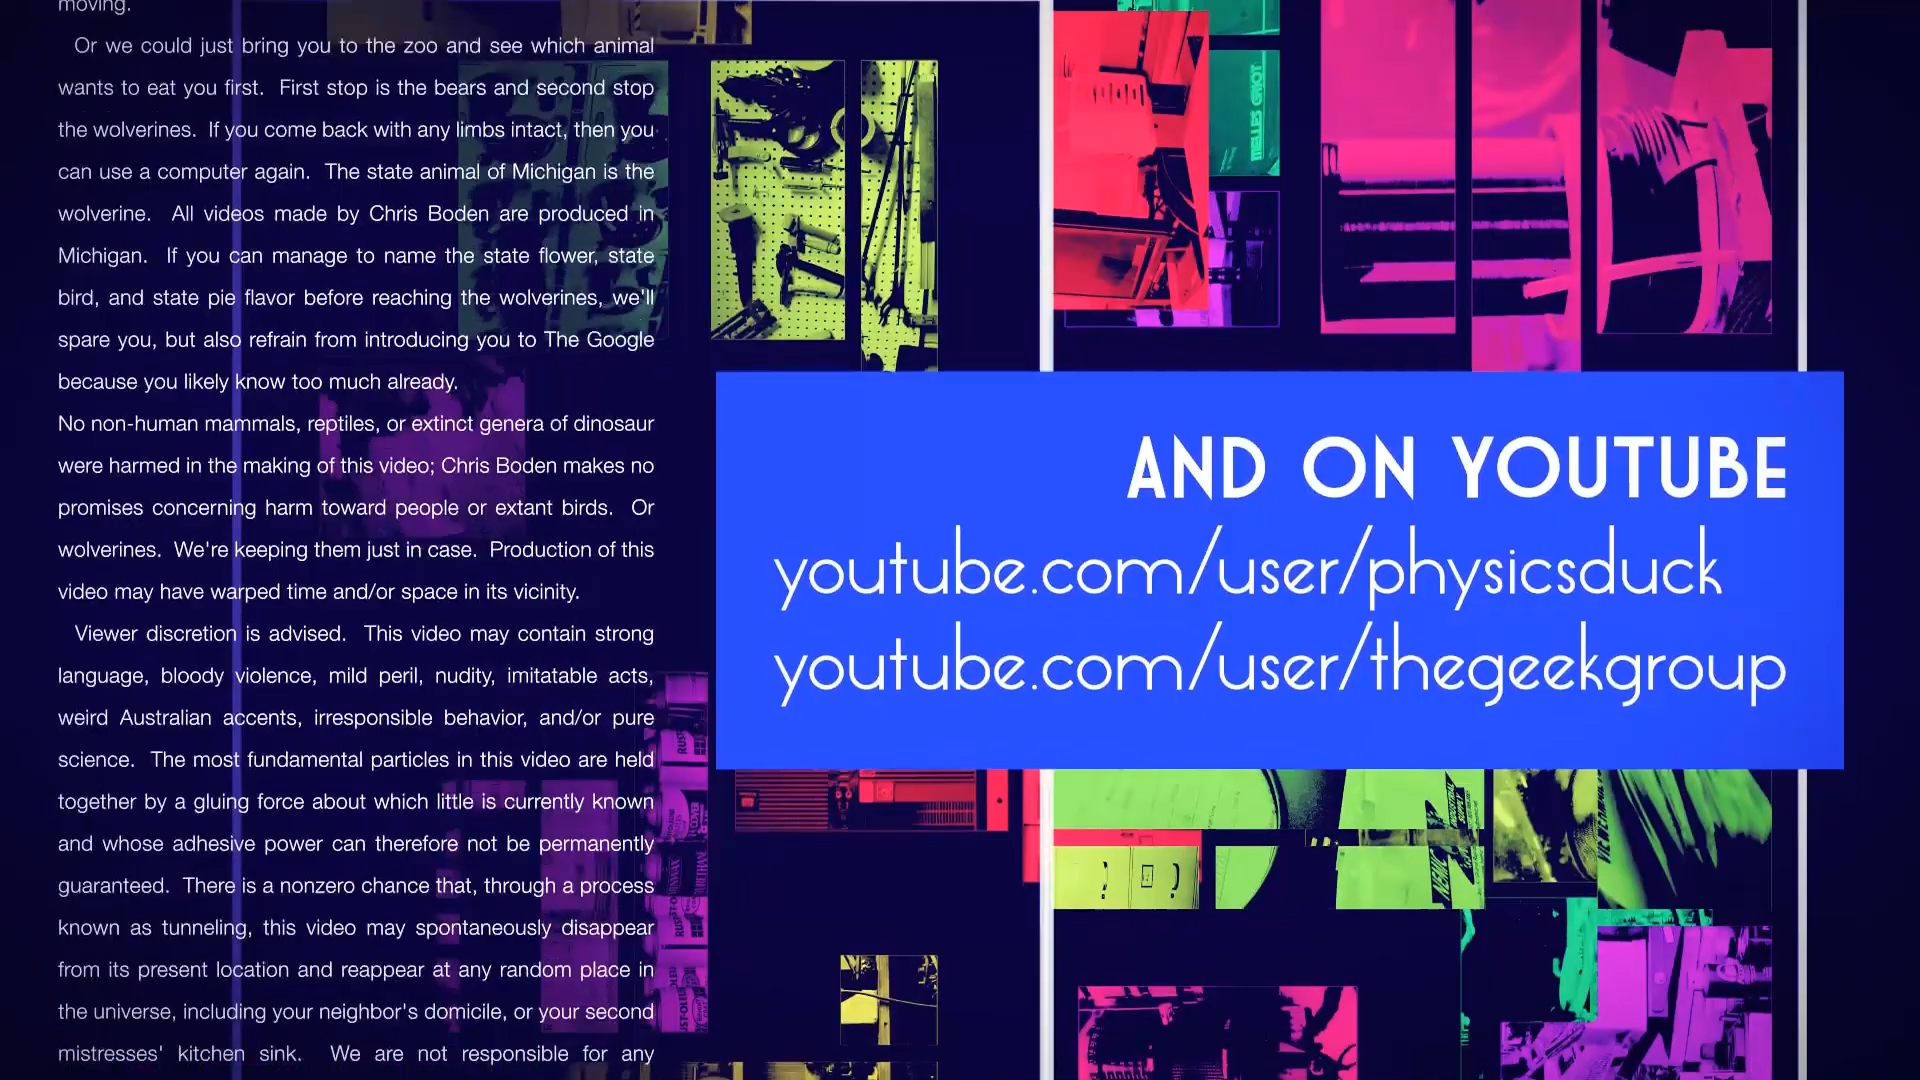 moving.
Or we could just bring you to the zoo and see which animal
wants to eat you first. First stop is the bears and second stop
the wolverines. If you come back with any limbs intact, then you
can use a computer again. The state animal of Michigan is the
wolverine. All videos made by Chris Boden are produced in
Michigan. If you can manage to name the state flower, state
bird, and state pie flavor before reaching the wolverines, we'll
spare you, but also refrain from introducing you to The Google
because you likely know too much already.
No non-human mammals, reptiles, or extinct genera of dinosaur
were harmed in the making of this video; Chris Boden makes no
promises concerning harm toward people or extant birds. Or
wolverines. We're keeping them just in case. Production of this
video may have warped time and/or space in its vicinity.
Viewer discretion is advised. This video may contain strong
language, bloody violence, mild peril, nudity, imitatable acts,
weird Australian accents, irresponsible behavior, and/or pure
science. The most fundamental particles in this video are held
together by a gluing force about which little is currently known
and whose adhesive power can therefore not be permanently
guaranteed. There is a nonzero chance that, through a process
known as tunneling, this video may spontaneously disappear
from its present location and reappear at any random place in
the universe, including your neighbor's domicile, or your second
mistresses' kitchen sink. We are not responsible for any
AND ON YOUTUBE
youtube.com/user/physicsduck
youtube.com/user/thegeekgroup
MELLES GRIOT